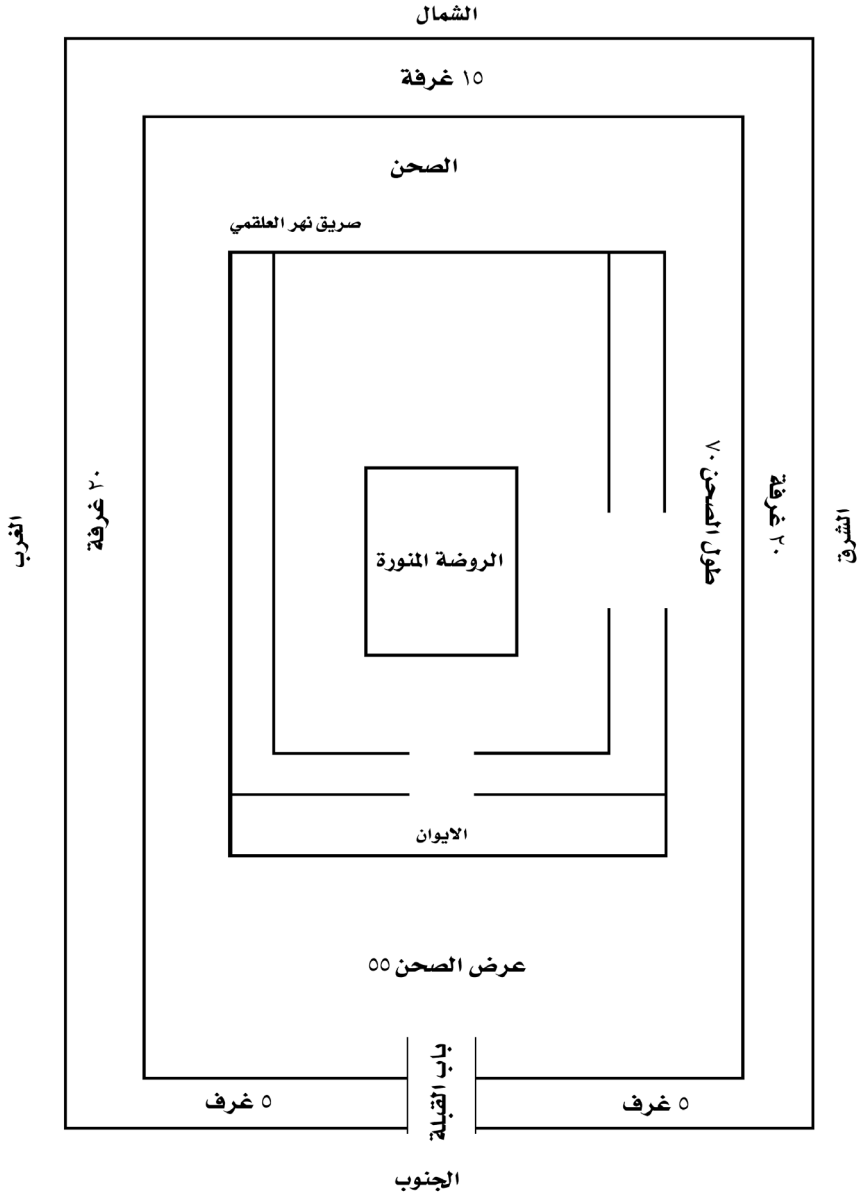 الشمال
١٥ غرفة
الصحن
صريق نهر العلقمي
الشرق
٢٠ غرفة
طول الصحن ٧٠
الروضة المنورة
٢٠ غرفة
الغرب
الايوان
عرض الصحن ٥٥
باب القبلة
٥ غرف
٥ غرف
الجنوب